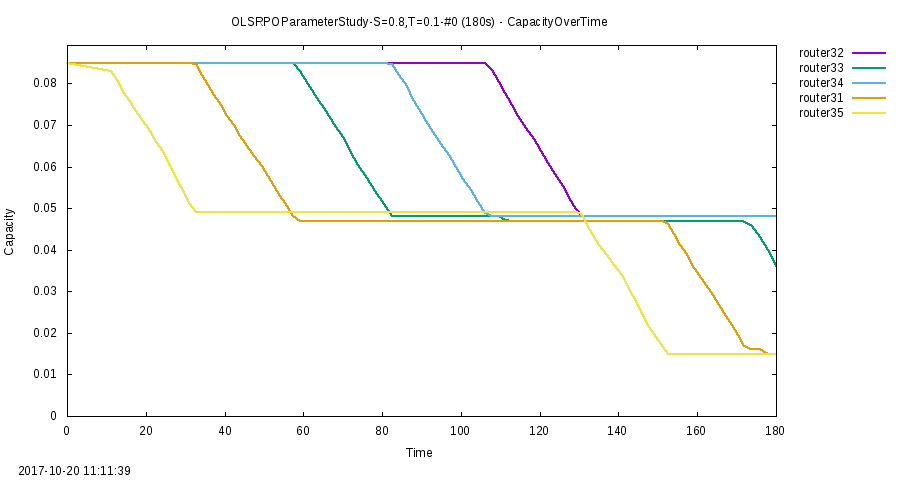 OLSRPOParameterStudy-S=0.8,T=0.1-#0 (180s) - CapacityOverTime
router32
router33
router34
router31
router35
Capacity
0.08
0.07
0.06
0.05
0.04
0.03
0.02
0.01
0
0 20 40 60 80 100 120 140 160 180
Time
2017-10-20 11:11:39